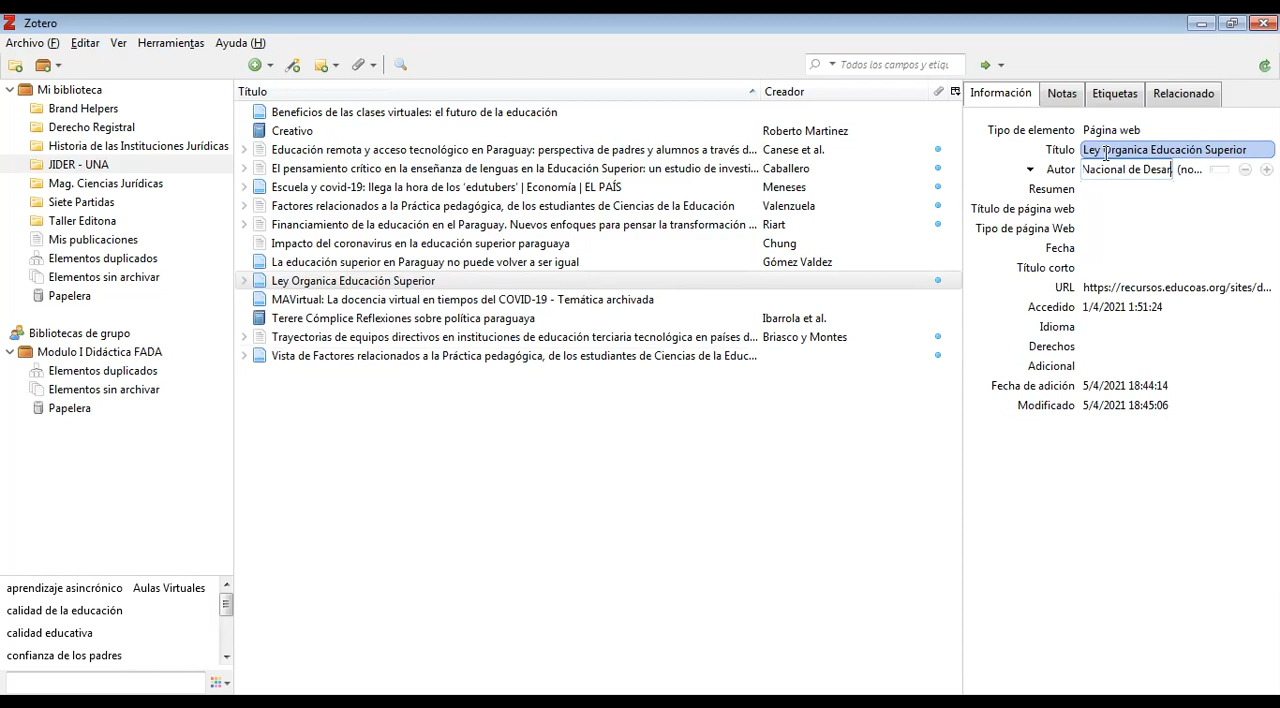 Zotero
Archivo (F) Editar Ver Herramientas Ayuda (H)
Todos los campos y etiqu
Mi biblioteca
Brand Helpers
Derecho Registral
Historia de las Instituciones Jurídicas
JIDER - UNA
Mag. Ciencias Jurídicas
Siete Partidas
Taller Editona
Mis publicaciones
Elementos duplicados
Elementos sin archivar
Papelera
Bibliotecas de grupo
Modulo I Didáctica FADA
Elementos duplicados
Elementos sin archivar
Papelera
aprendizaje asincrónico Aulas Virtuales
calidad de la educación
calidad educativa
confianza de los padres
Título Creador
Beneficios de las clases virtuales: el futuro de la educación
Creativo Roberto Martinez
Educación remota y acceso tecnológico en Paraguay: perspectiva de padres y alumnos a través d... Canese et al.
El pensamiento crítico en la enseñanza de lenguas en la Educación Superior: un estudio de investi... Caballero
Escuela y covid-19: llega la hora de los 'edutubers' | Economía | EL PAÍS Meneses
Factores relacionados a la Práctica pedagógica, de los estudiantes de Ciencias de la Educación Valenzuela
Financiamiento de la educación en el Paraguay. Nuevos enfoques para pensar la transformación ... Riart
Impacto del coronavirus en la educación superior paraguaya Chung
La educación superior en Paraguay no puede volver a ser igual Gómez Valdez
Ley Organica Educación Superior
MAVirtual: La docencia virtual en tiempos del COVID-19 - Temática archivada
Terere Cómplice Reflexiones sobre política paraguaya Ibarrola et al.
Trayectorias de equipos directivos en instituciones de educación terciaria tecnológica en países d... Briasco y Montes
Vista de Factores relacionados a la Práctica pedagógica, de los estudiantes de Ciencias de la Educ...
Información Notas Etiquetas Relacionado
Tipo de elemento Página web
Título Ley Organica Educación Superior
Autor Nacional de Desar (no...
Resumen
Título de página web
Tipo de página Web
Fecha
Título corto
URL https://recursos.educoas.org/sites/d...
Accedido 1/4/2021 1:51:24
Idioma
Derechos
Adicional
Fecha de adición 5/4/2021 18:44:14
Modificado 5/4/2021 18:45:06